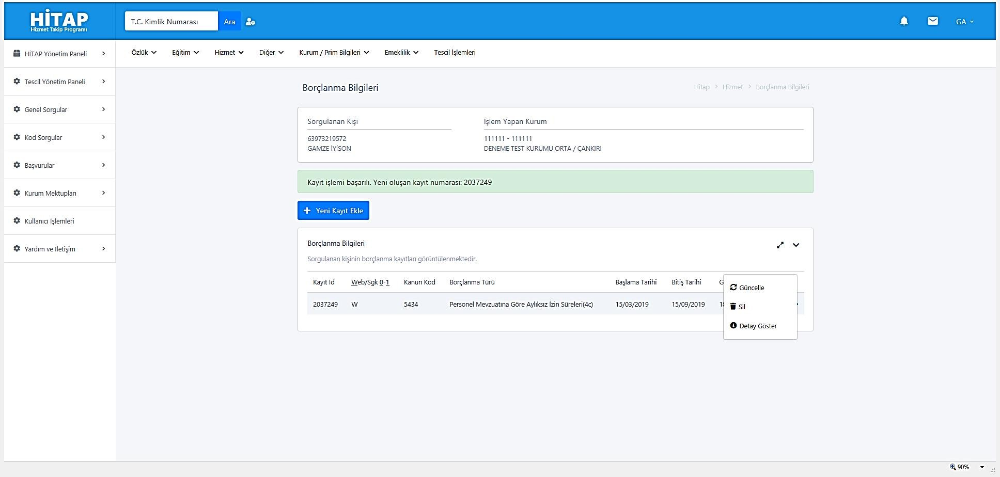 HİTAP
Hizmet Takip Programı
T.C. Kimlik Numarası Ara
GA
HİTAP Yönetim Paneli
Tescil Yönetim Paneli
Genel Sorgular
Kod Sorgular
Başvurular
Kurum Mektupları
Kullanıcı İşlemleri
Yardım ve İletişim
Özlük Eğitim Hizmet Diğer Kurum / Prim Bilgileri Emeklilik Tescil İşlemleri
Borçlanma Bilgileri
Hitap > Hizmet > Borçlanma Bilgileri
Sorgulanan Kişi
63973219572
GAMZE İYİSON
İşlem Yapan Kurum
111111 - 111111
DENEME TEST KURUMU ORTA / ÇANKIRI
Kayıt işlemi başarılı. Yeni oluşan kayıt numarası: 2037249
Yeni Kayıt Ekle
Borçlanma Bilgileri
Sorgulanan kişinin borçlanma kayıtları görüntülenmektedir.
Kayıt Id Web/Sgk 0-1 Kanun Kod Borçlanma Türü Başlama Tarihi Bitiş Tarihi
2037249 W 5434 Personel Mevzuatına Göre Aylıksız İzin Süreleri(4c) 15/03/2019 15/09/2019
Güncelle
Sil
Detay Göster
90%